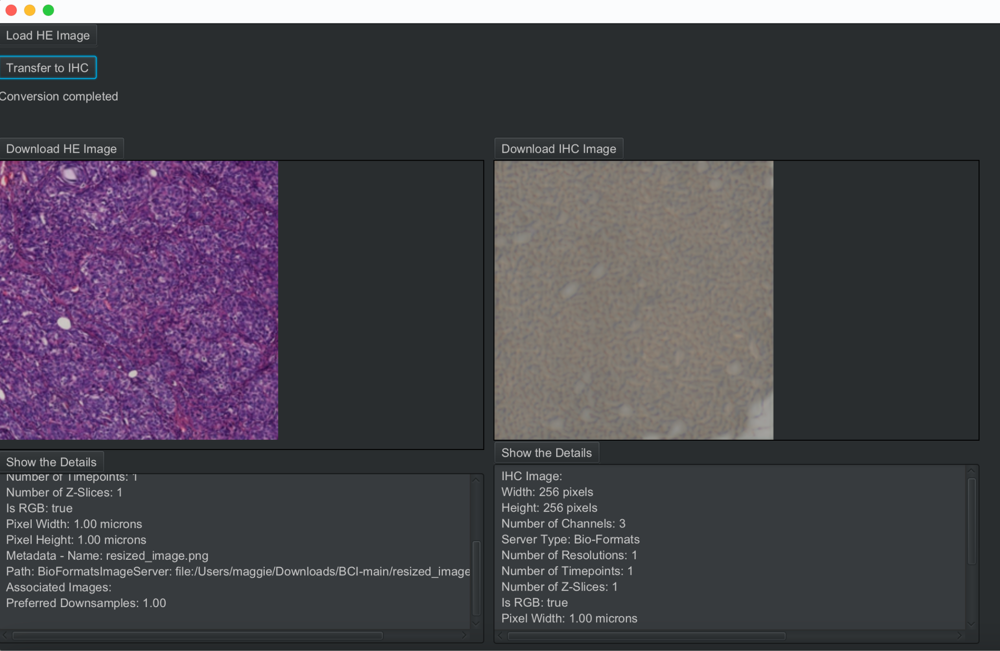 Load HE Image
Transfer to IHC
Conversion completed
Download HE Image
Download IHC Image
Show the Details
Number of Timepoints: 1
Number of Z-Slices: 1
Is RGB: true
Pixel Width: 1.00 microns
Pixel Height: 1.00 microns
Metadata - Name: resized_image.png
Path: BioFormatsImageServer: file:/Users/maggie/Downloads/BCI-main/resized_image
Associated Images:
Preferred Downsamples: 1.00
Show the Details
IHC Image:
Width: 256 pixels
Height: 256 pixels
Number of Channels: 3
Server Type: Bio-Formats
Number of Resolutions: 1
Number of Timepoints: 1
Number of Z-Slices: 1
Is RGB: true
Pixel Width: 1.00 microns